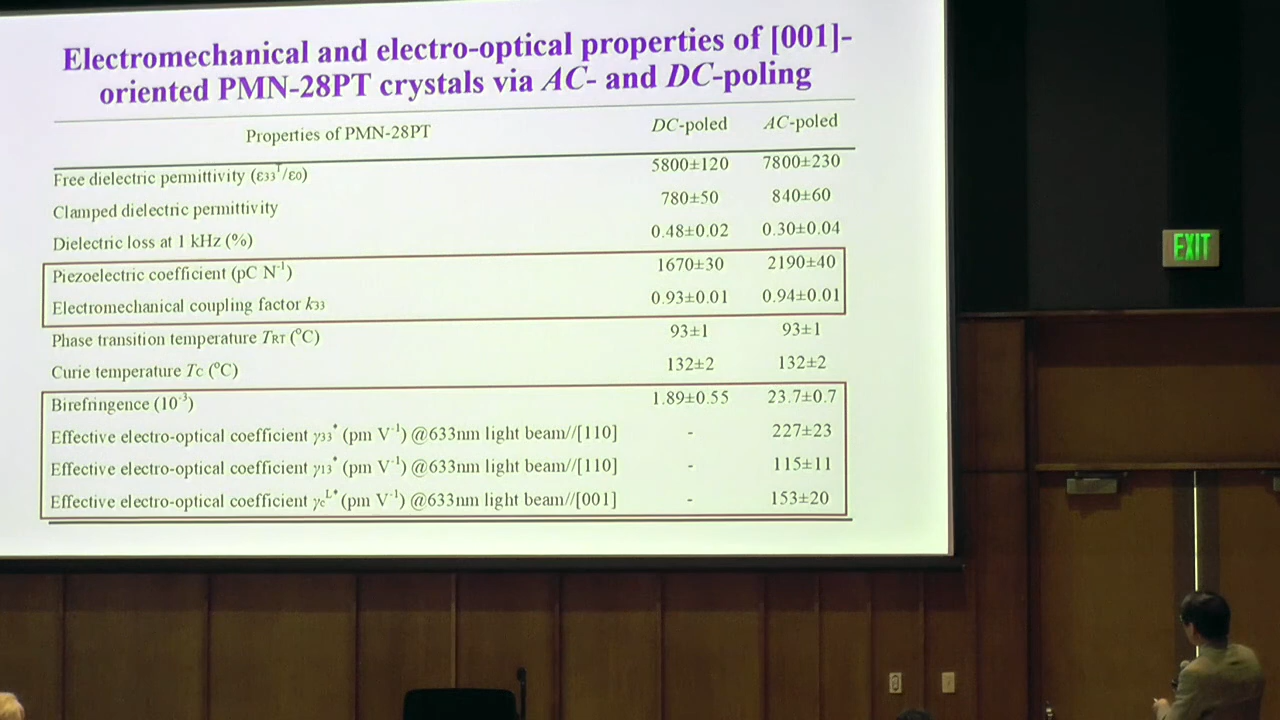 Electromechanical and electro-optical properties of [001]-
oriented PMN-28PT crystals via AC- and DC-poling
Properties of PMN-28PT DC-poled AC-poled
Free dielectric permittivity (ε33ᵀ/ε0) 5800±120 7800±230
Clamped dielectric permittivity 780±50 840±60
Dielectric loss at 1 kHz (%) 0.48±0.02 0.30±0.04
Piezoelectric coefficient (pC N⁻¹) 1670±30 2190±40
Electromechanical coupling factor k33 0.93±0.01 0.94±0.01
Phase transition temperature TRT (°C) 93±1 93±1
Curie temperature TC (°C) 132±2 132±2
Birefringence (10⁻³) 1.89±0.55 23.7±0.7
Effective electro-optical coefficient γ33* (pm V⁻¹) @633nm light beam//[110] - 227±23
Effective electro-optical coefficient γ13* (pm V⁻¹) @633nm light beam//[110] - 115±11
Effective electro-optical coefficient γcᴸ* (pm V⁻¹) @633nm light beam//[001] - 153±20
EXIT